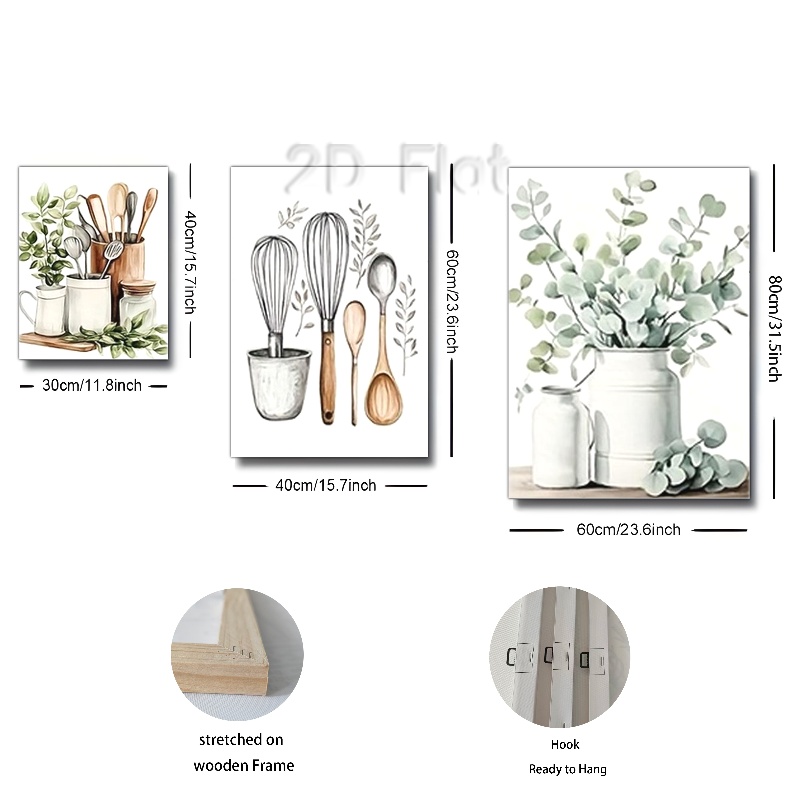 2D Flat
40cm/15.7inch
30cm/11.8inch
60cm/23.6inch
40cm/15.7inch
80cm/31.5inch
60cm/23.6inch
stretched on
wooden Frame
Hook
Ready to Hang